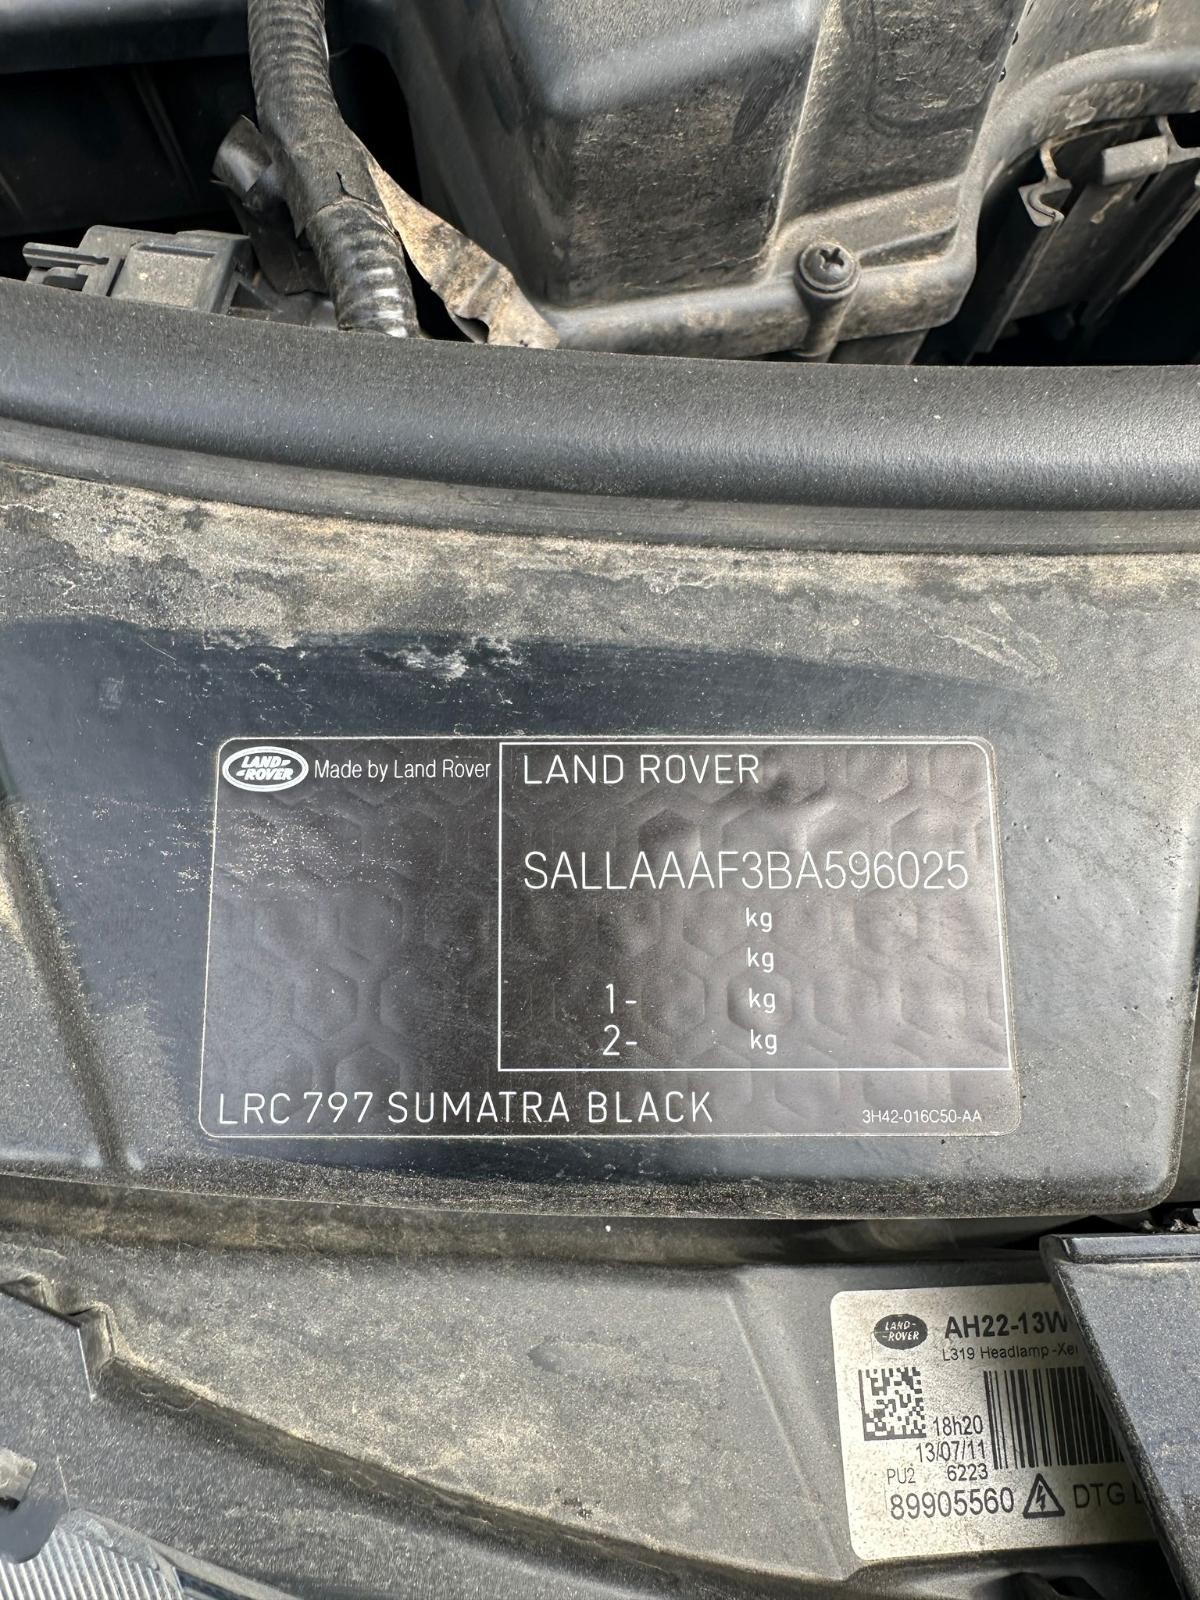 LAND-
-ROVER
Made by Land Rover
LAND ROVER
SALLAAAF3BA596025
kg
kg
1- kg
2- kg
LRC 797 SUMATRA BLACK
3H42-016C50-AA
LAND-
-ROVER
AH22-13W
L319 Headlamp-Xe
18h20
13/07/11
PU2 6223
89905560 DTG